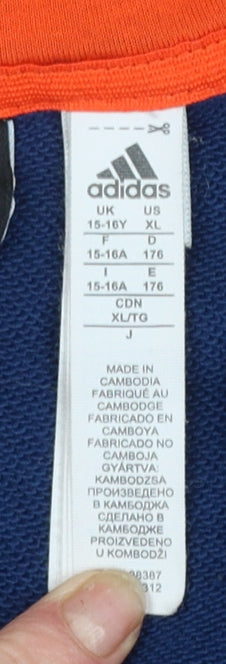 adidas
UK US
15-16Y XL
F D
15-16A 176
I E
15-16A 176
CDN
XL/TG
J
MADE IN
CAMBODIA
FABRIQUÉ AU
CAMBODGE
FABRICADO EN
CAMBOYA
FABRICADO NO
CAMBOJA
GYÁRTVA:
KAMBODZSA
ПРОИЗВЕДЕНО
В КАМБОДЖА
СДЕЛАНО В
КАМБОДЖЕ
PROIZVEDENO
U KOMBODŽI